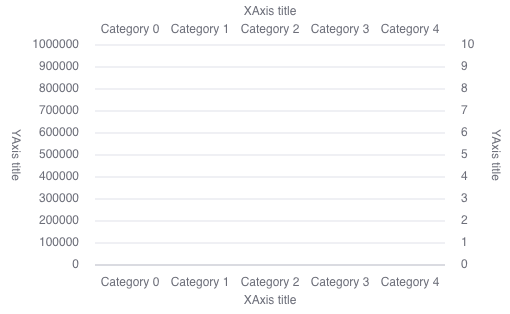 XAxis title
Category 0 Category 1 Category 2 Category 3 Category 4
1000000 10
900000 9
800000 8
700000 7
600000 6
500000 5
400000 4
300000 3
200000 2
100000 1
0 0
YAxis title
YAxis title
Category 0 Category 1 Category 2 Category 3 Category 4
XAxis title